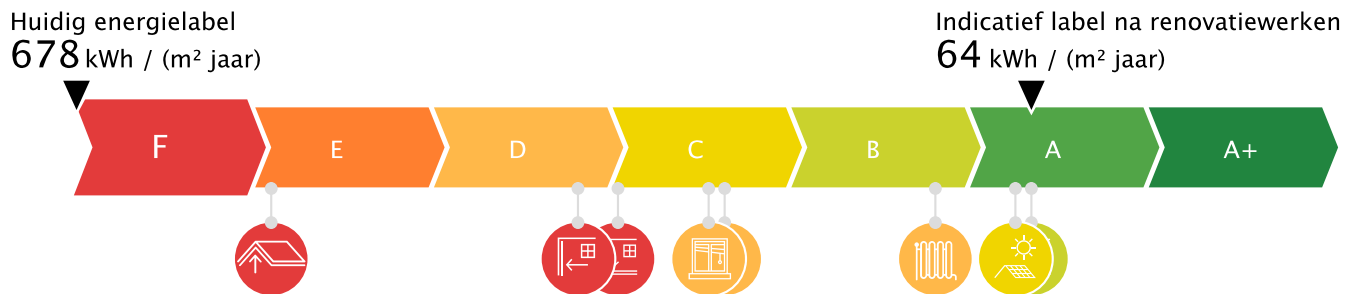 Huidig energielabel
678 kWh / (m² jaar)
Indicatief label na renovatiewerken
64 kWh / (m² jaar)
F E D C B A A+